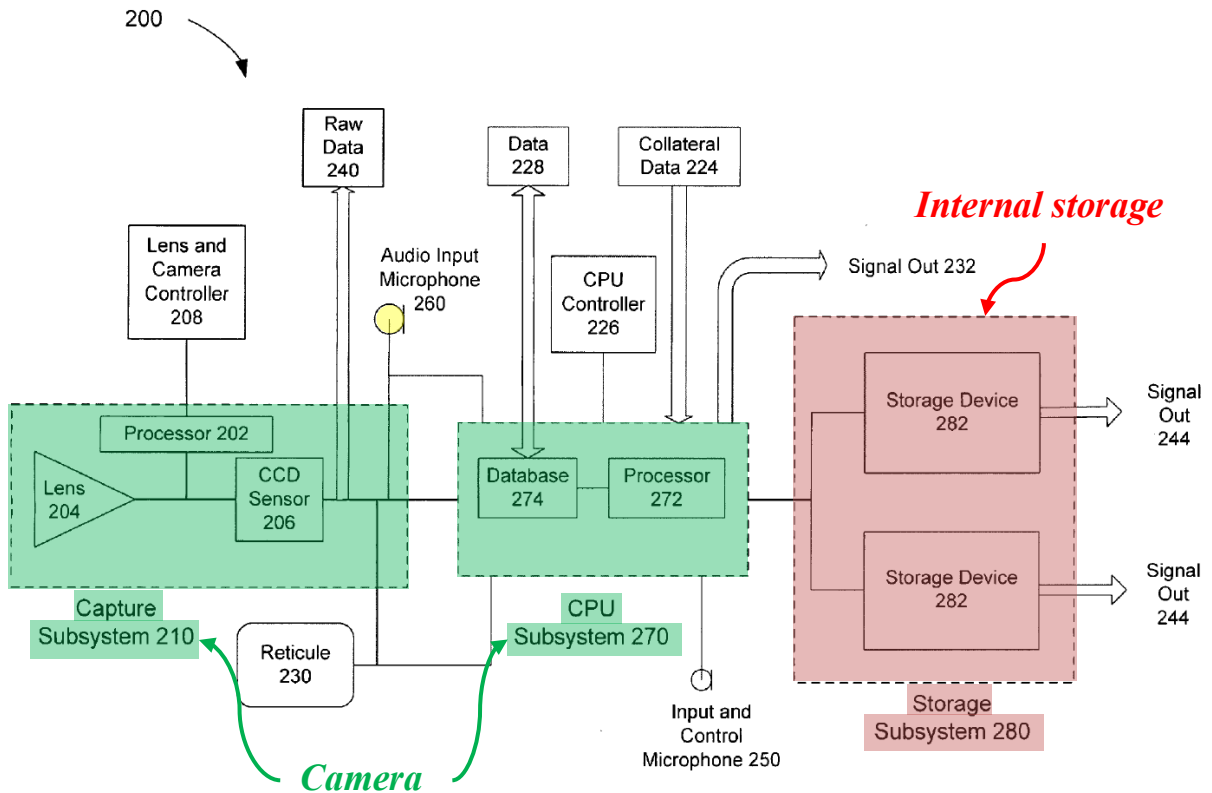 200
Raw
Data
240
Data
228
Collateral
Data 224
Internal storage
Lens and
Camera
Controller
208
Audio Input
Microphone
260
CPU
Controller
226
Signal Out 232
Processor 202
Lens
204
CCD
Sensor
206
Database
274
Processor
272
Storage Device
282
Signal
Out
244
Storage Device
282
Signal
Out
244
Capture
Subsystem 210
CPU
Subsystem 270
Reticule
230
Input and
Control
Microphone 250
Storage
Subsystem 280
Camera